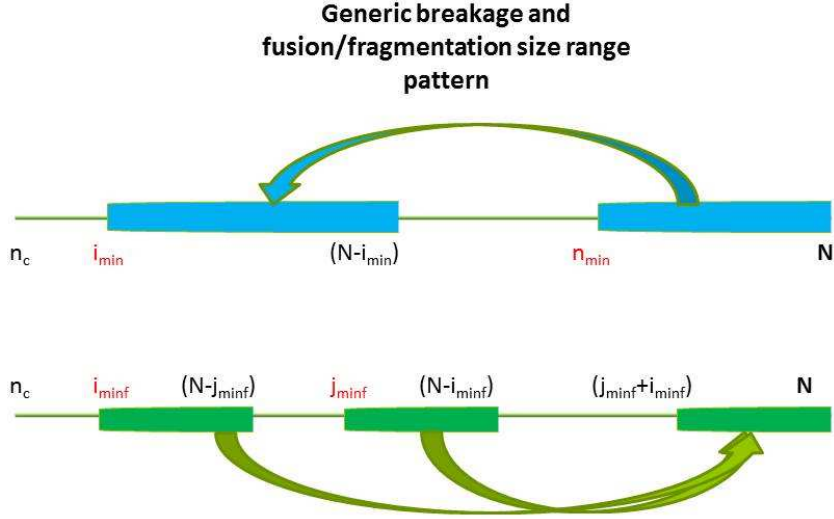 Generic breakage and
fusion/fragmentation size range
pattern
n_c i_min (N-i_min) n_min N
n_c i_minf (N-j_minf) j_minf (N-i_minf) (j_minf+i_minf) N